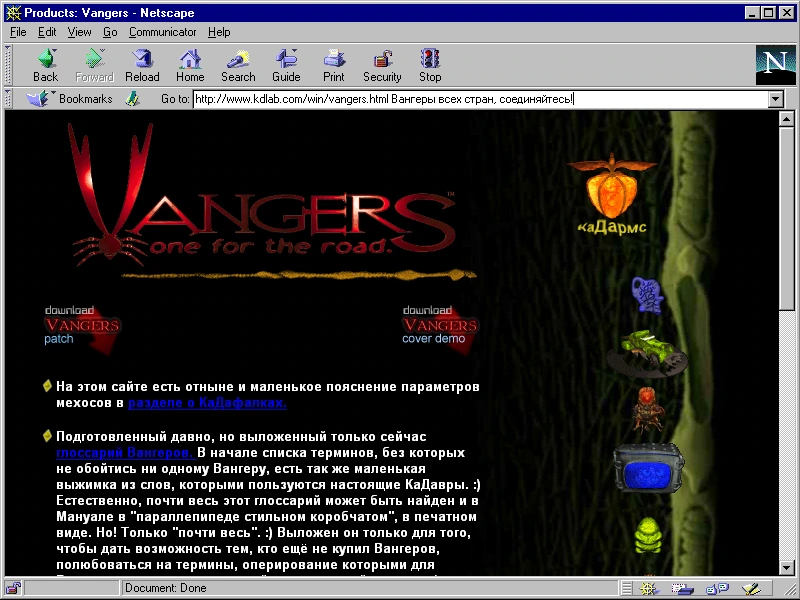 Products: Vangers - Netscape
File Edit View Go Communicator Help
Back Forward Reload Home Search Guide Print Security Stop
N
Bookmarks Go to: http://www.kdlab.com/win/vangers.html Вангеры всех стран, соединяйтесь!
VANGERS™
one for the road.
каДармс
download
VANGERS
patch
download
VANGERS
cover demo
На этом сайте есть отныне и маленькое пояснение параметров
мехосов в разделе о КаДафалках.
Подготовленный давно, но выложенный только сейчас
глоссарий Вангеров. В начале списка терминов, без которых
не обойтись ни одному Вангеру, есть так же маленькая
выжимка из слов, которыми пользуются настоящие КаДавры. :)
Естественно, почти весь этот глоссарий может быть найден и в
Мануале в "параллепипеде стильном коробчатом", в печатном
виде. Но! Только "почти весь". :) Выложен он только для того,
чтобы дать возможность тем, кто ещё не купил Вангеров,
полюбоваться на термины, оперирование которыми для
Document: Done